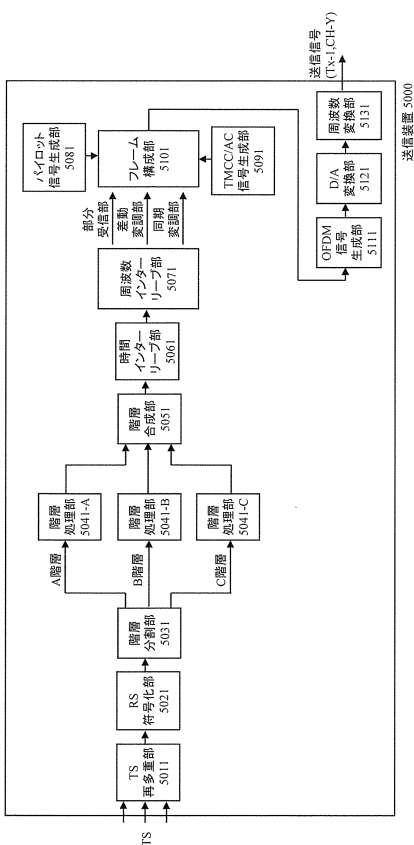 TS
TS
再多重部
5011
RS
符号化部
5021
階層
分割部
5031
A階層
B階層
C階層
階層
処理部
5041-A
階層
処理部
5041-B
階層
処理部
5041-C
階層
合成部
5051
時間
インター
リーブ部
5061
周波数
インター
リーブ部
5071
部分
受信部
差動
変調部
同期
変調部
パイロット
信号生成部
5081
フレーム
構成部
5101
TMCC/AC
信号生成部
5091
OFDM
信号
生成部
5111
D/A
変換部
5121
周波数
変換部
5131
送信信号
(Tx-1,CH-Y)
送信装置 5000